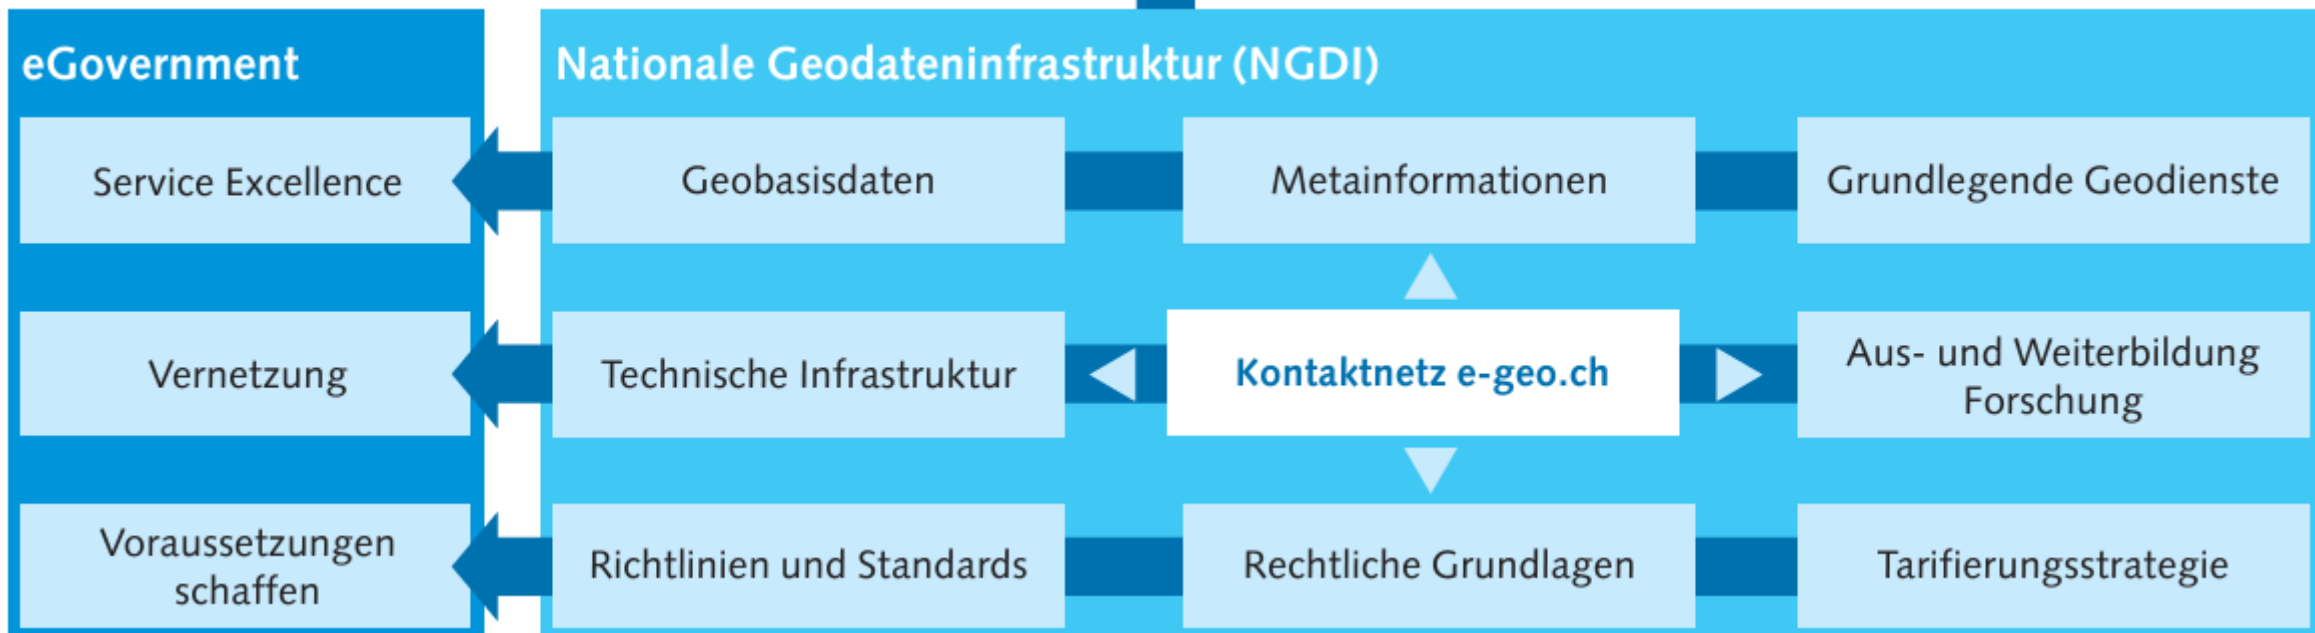 eGovernment
Nationale Geodateninfrastruktur (NGDI)
Service Excellence
Geobasisdaten
Metainformationen
Grundlegende Geodienste
Vernetzung
Technische Infrastruktur
Kontaktnetz e-geo.ch
Aus- und Weiterbildung
Forschung
Voraussetzungen
schaffen
Richtlinien und Standards
Rechtliche Grundlagen
Tarifierungsstrategie